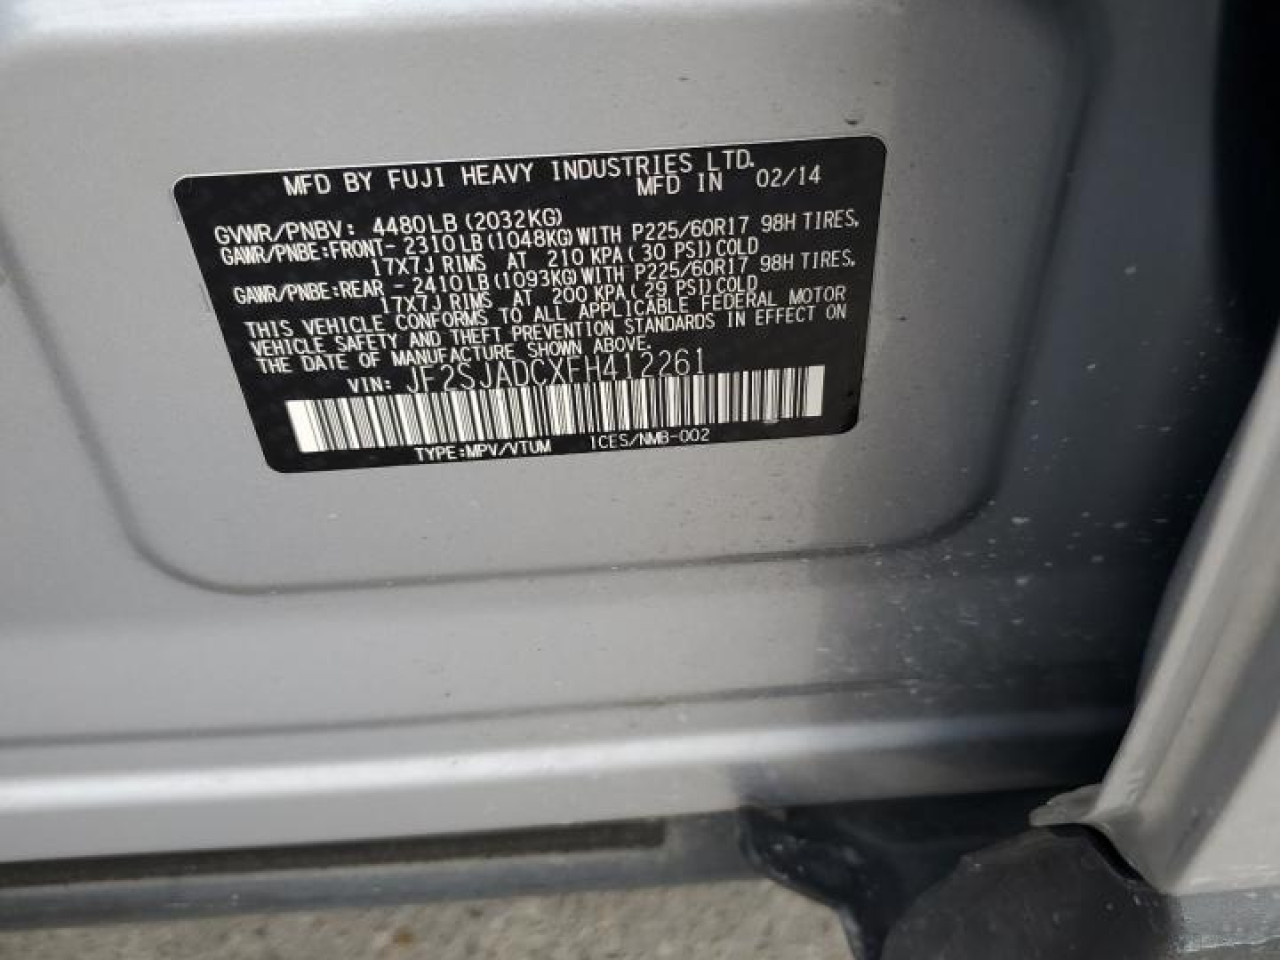 MFD BY FUJI HEAVY INDUSTRIES LTD.
MFD IN 02/14
GVWR/PNBV: 4480LB (2032KG)
GAWR/PNBE:FRONT- 2310LB (1048KG) WITH P225/60R17 98H TIRES.
17X7J RIMS AT 210 KPA( 30 PSI) COLD
GAWR/PNBE:REAR - 2410LB (1093KG) WITH P225/60R17 98H TIRES.
17X7J RIMS AT 200 KPA( 29 PSI) COLD
THIS VEHICLE CONFORMS TO ALL APPLICABLE FEDERAL MOTOR
VEHICLE SAFETY AND THEFT PREVENTION STANDARDS IN EFFECT ON
THE DATE OF MANUFACTURE SHOWN ABOVE.
VIN: JF2SJADCXFH412261
TYPE:MPV/VTUM 1CES/NMB-002